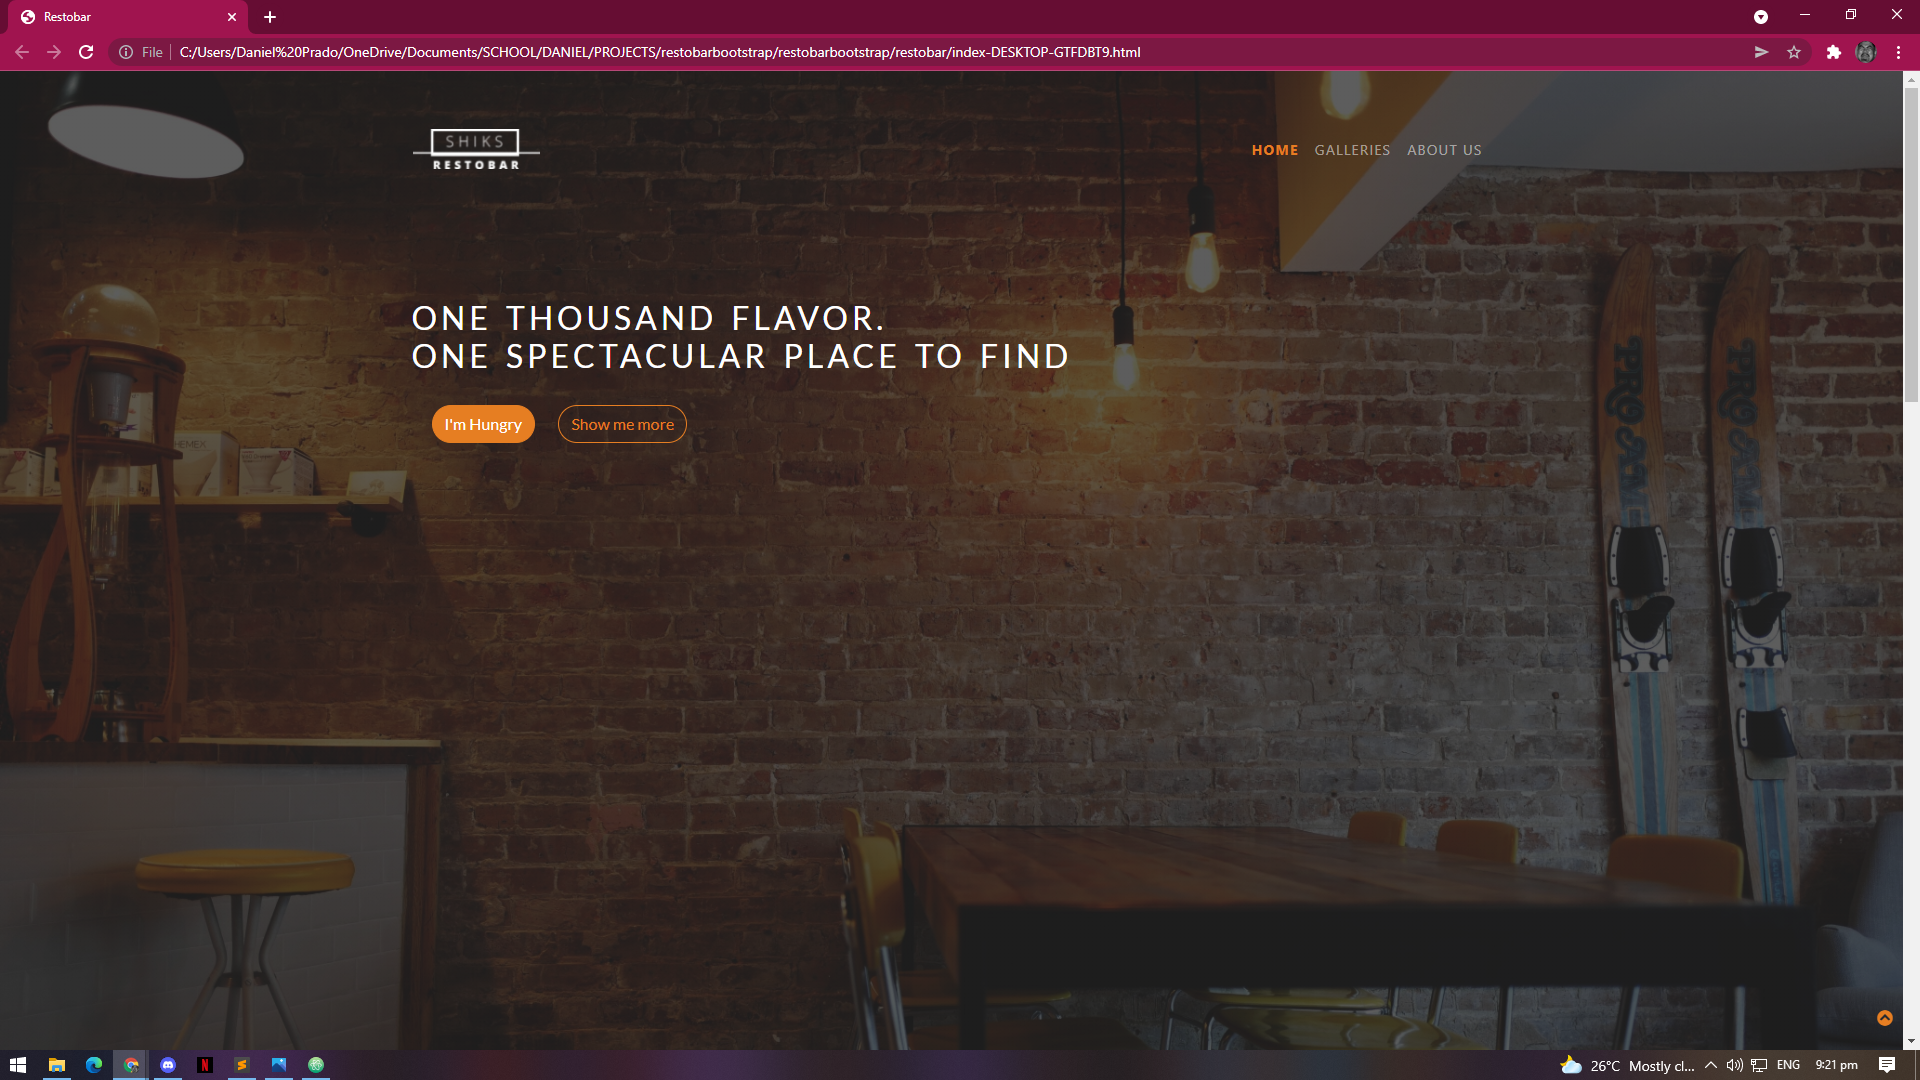 Restobar
File
C:/Users/Daniel%20Prado/OneDrive/Documents/SCHOOL/DANIEL/PROJECTS/restobarbootstrap/restobarbootstrap/restobar/index-DESKTOP-GTFDBT9.html
SHIKS
RESTOBAR
HOME GALLERIES ABOUT US
ONE THOUSAND FLAVOR.
ONE SPECTACULAR PLACE TO FIND
I'm Hungry Show me more
26°C Mostly cl... ENG 9:21 pm